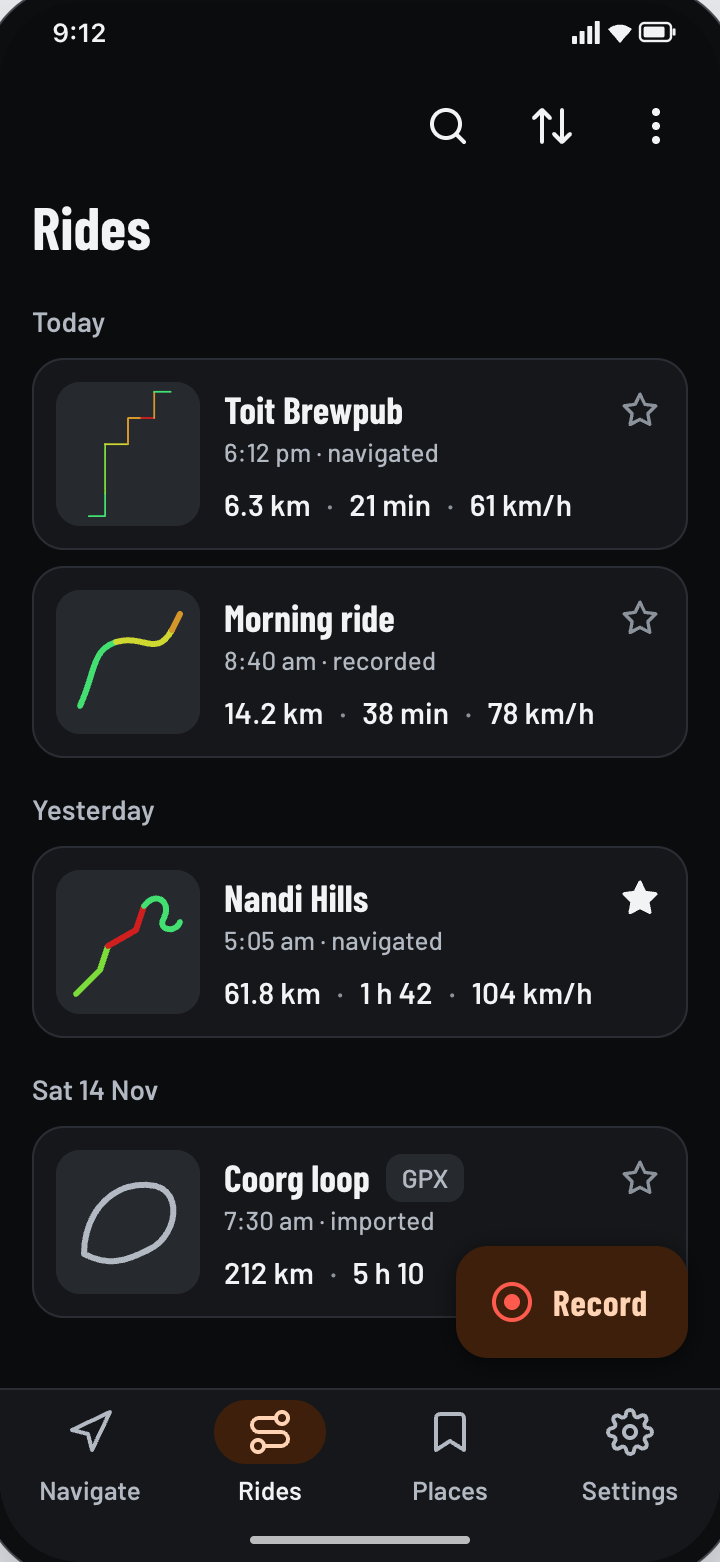 9:12
Rides
Today
Toit Brewpub
6:12 pm · navigated
6.3 km · 21 min · 61 km/h
Morning ride
8:40 am · recorded
14.2 km · 38 min · 78 km/h
Yesterday
Nandi Hills
5:05 am · navigated
61.8 km · 1 h 42 · 104 km/h
Sat 14 Nov
Coorg loop GPX
7:30 am · imported
212 km · 5 h 10
Record
Navigate Rides Places Settings